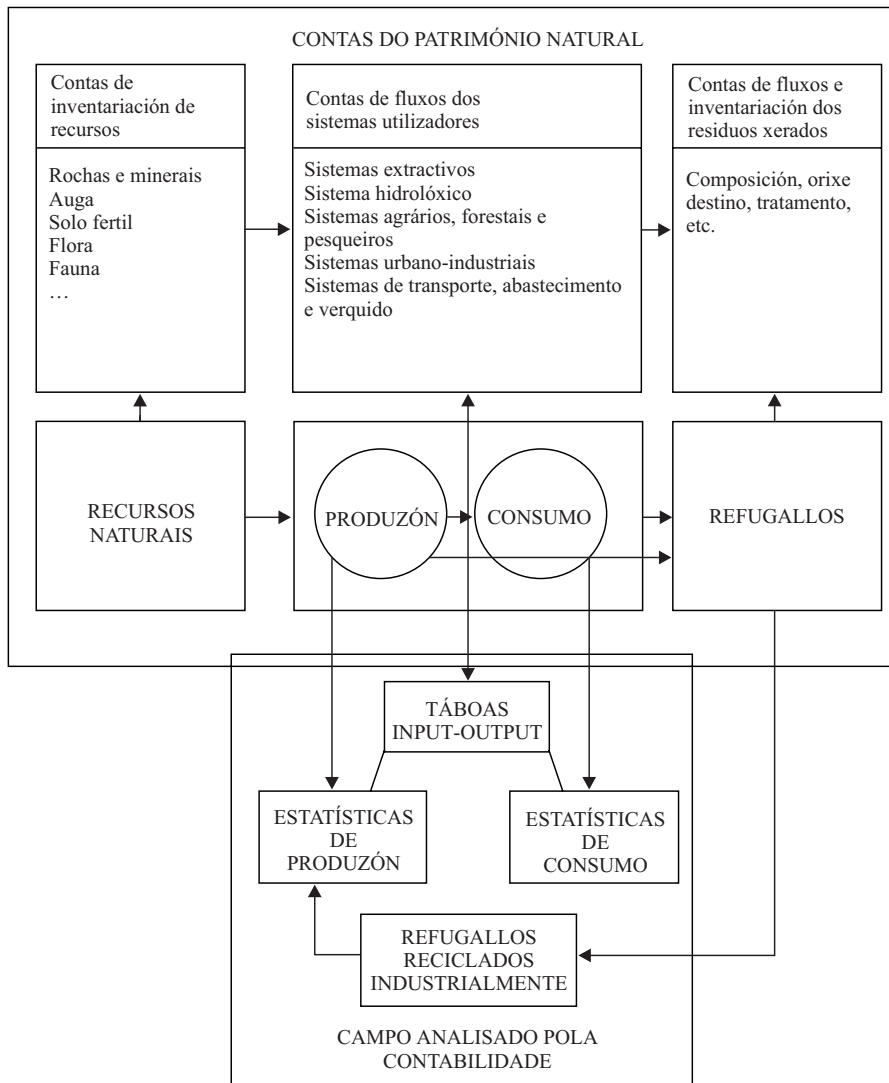 CONTAS DO PATRIMÓNIO NATURAL
Contas de
inventariación de
recursos
Rochas e minerais
Auga
Solo fertil
Flora
Fauna
…
Contas de fluxos dos
sistemas utilizadores
Sistemas extractivos
Sistema hidrolóxico
Sistemas agrários, forestais e
pesqueiros
Sistemas urbano-industriais
Sistemas de transporte, abastecimento
e verquido
Contas de fluxos e
inventariación dos
residuos xerados
Composición, orixe
destino, tratamento,
etc.
RECURSOS
NATURAIS
PRODUZÓN
CONSUMO
REFUGALLOS
TÁBOAS
INPUT-OUTPUT
ESTATÍSTICAS
DE
PRODUZÓN
ESTATÍSTICAS
DE
CONSUMO
REFUGALLOS
RECICLADOS
INDUSTRIALMENTE
CAMPO ANALISADO POLA
CONTABILIDADE